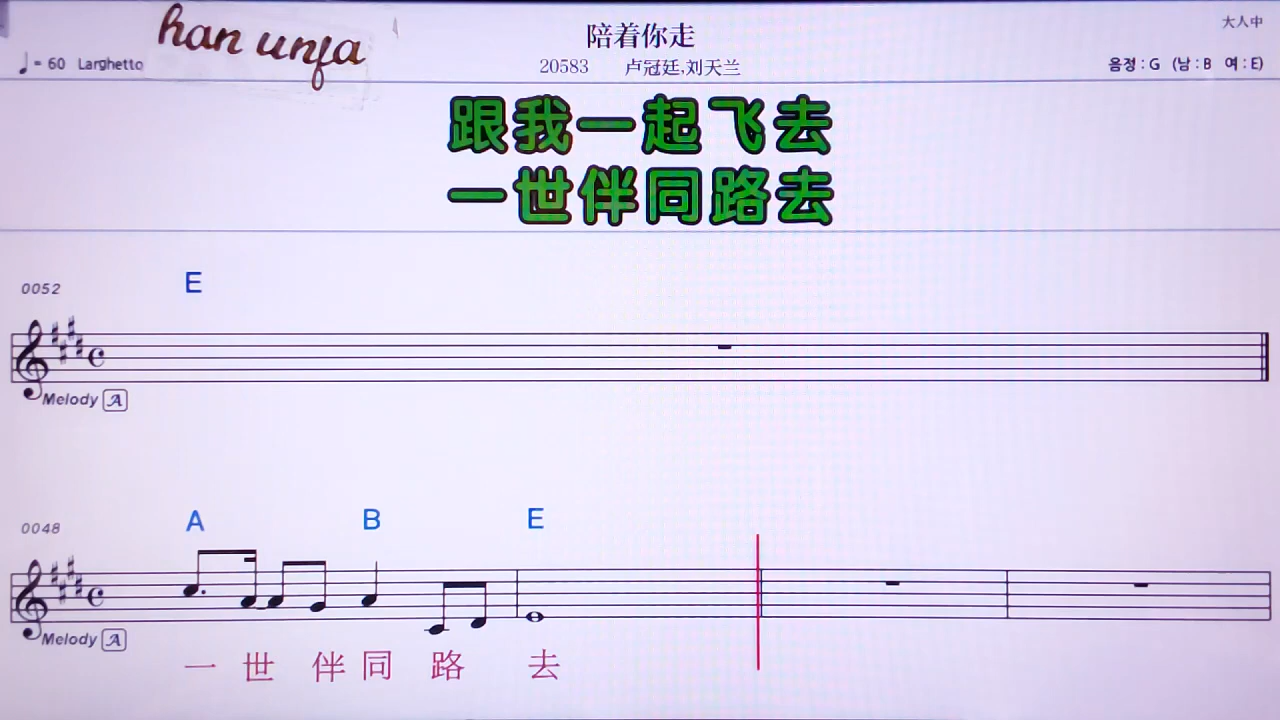 han unfa
陪着你走
大人中
♩= 60 Larghetto
20583 卢冠廷,刘天兰
음정 : G (남 : B 여 : E)
跟我一起飞去
一世伴同路去
0052
E
Melody A
0048
A B E
Melody A
一 世 伴 同 路 去